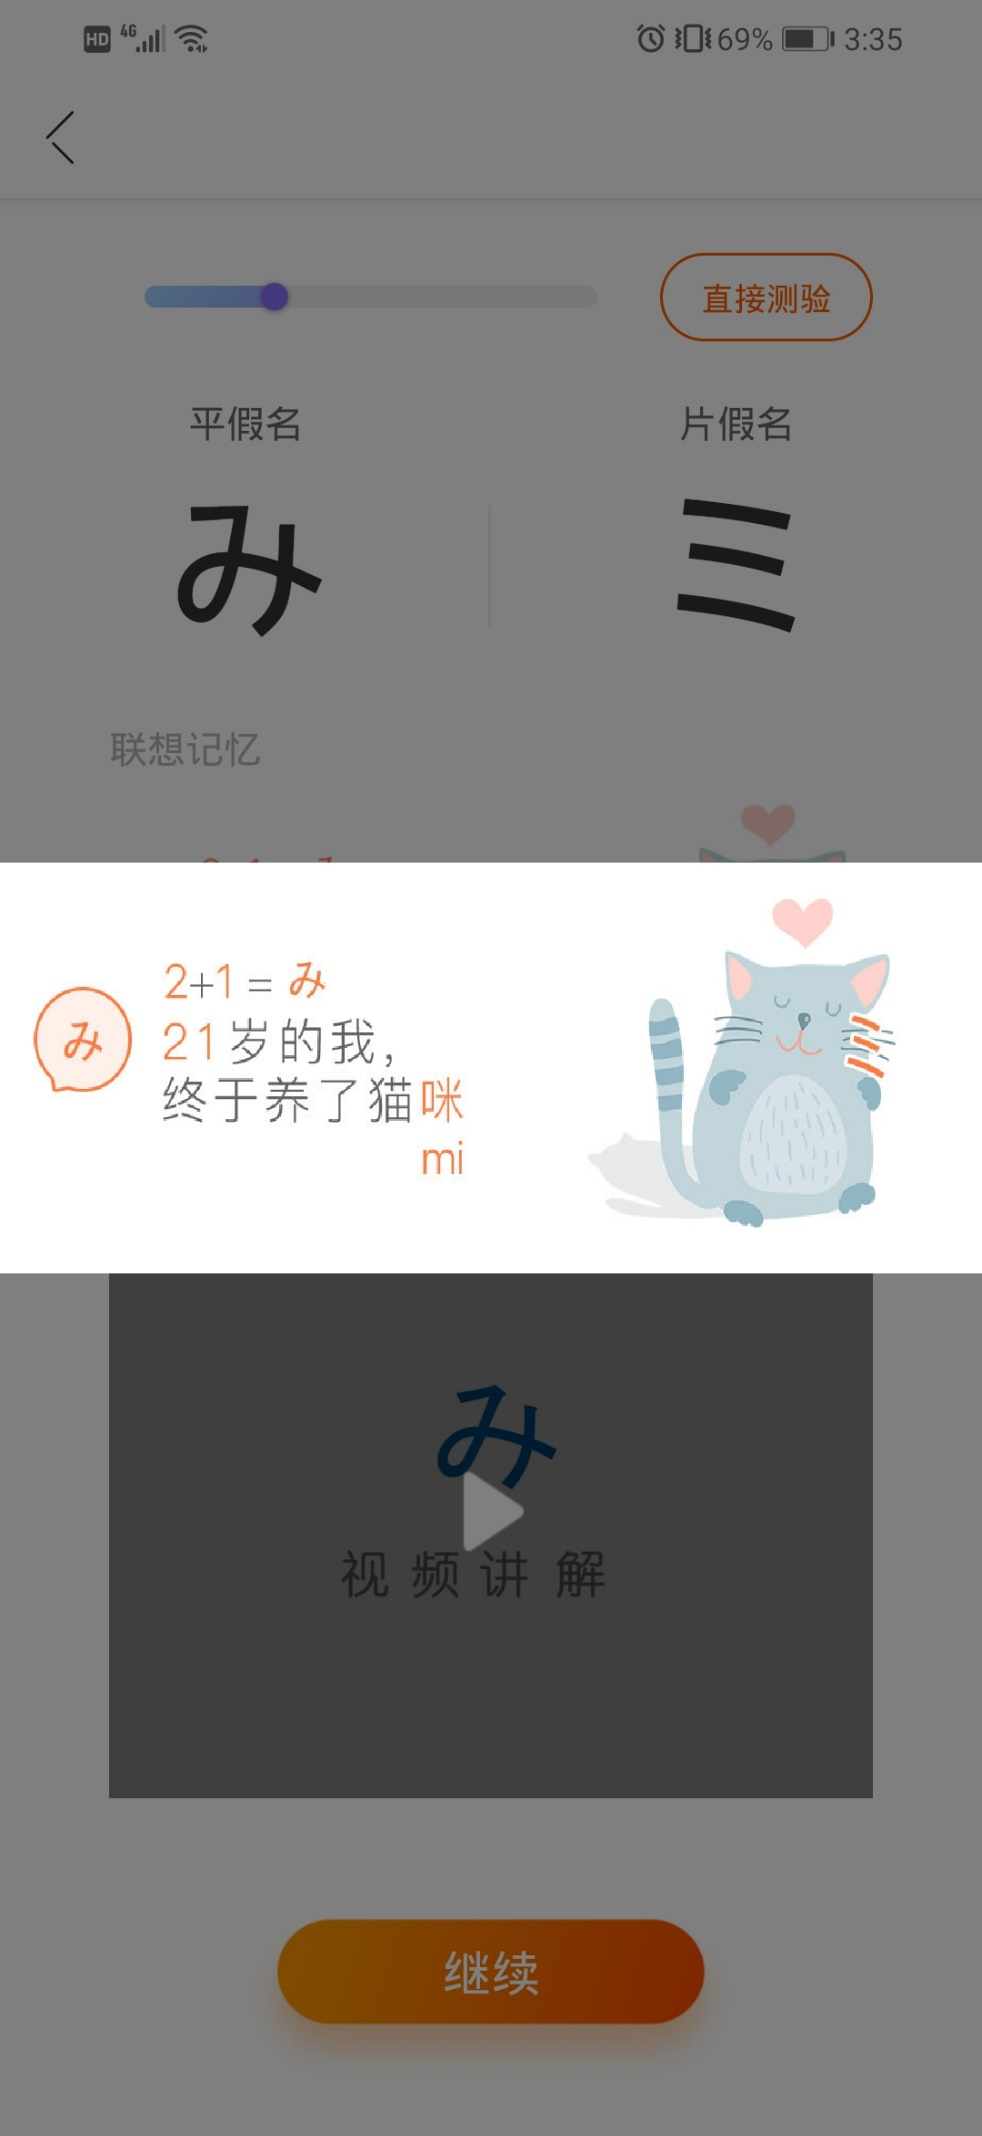 HD 4G 69% 3:35
直接测验
平假名 片假名
み ミ
联想记忆
み
2+1=み
21岁的我,
终于养了猫咪
mi
み
视频讲解
继续